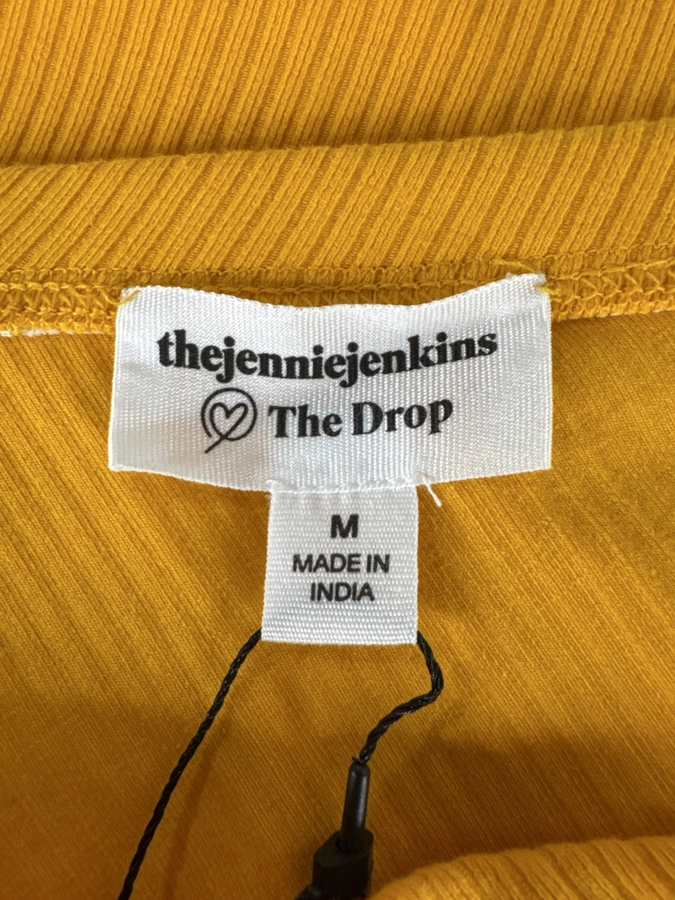 thejenniejenkins
The Drop
M
MADE IN
INDIA